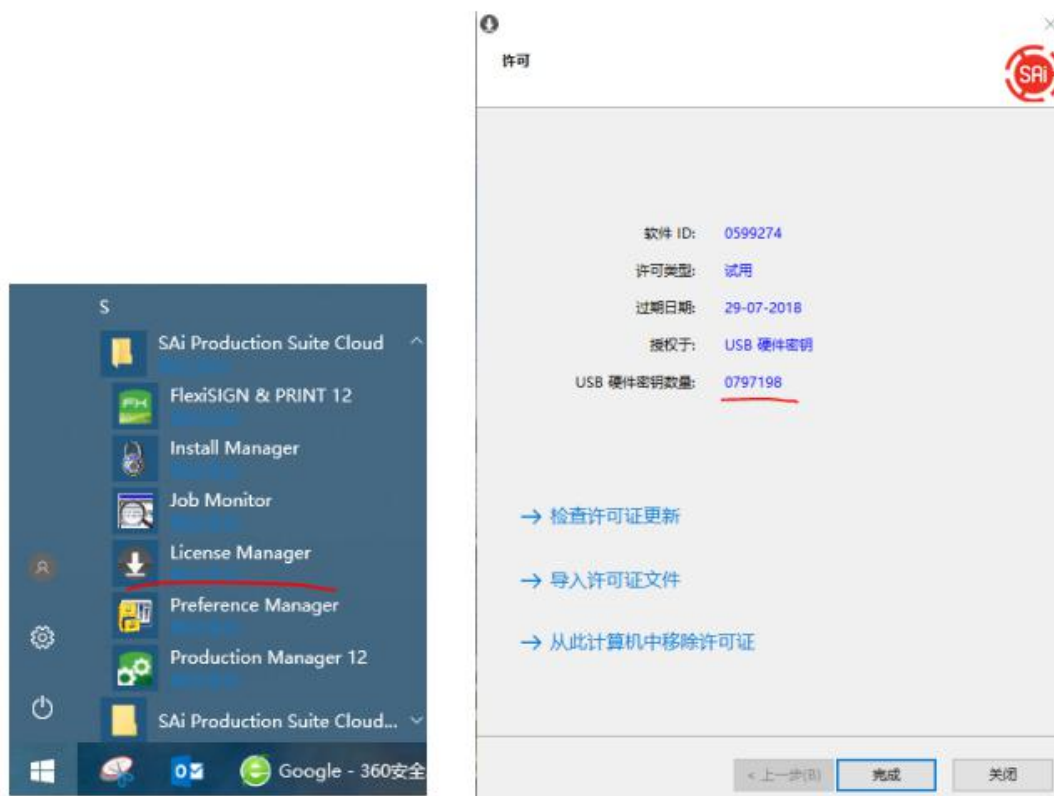 S
SAi Production Suite Cloud
FlexiSIGN & PRINT 12
Install Manager
Job Monitor
License Manager
Preference Manager
Production Manager 12
SAi Production Suite Cloud...
Google - 360安全
许可
SAi
软件 ID: 0599274
许可类型: 试用
过期日期: 29-07-2018
授权于: USB 硬件密钥
USB 硬件密钥数量: 0797198
→ 检查许可证更新
→ 导入许可证文件
→ 从此计算机中移除许可证
< 上一步(B) 完成 关闭